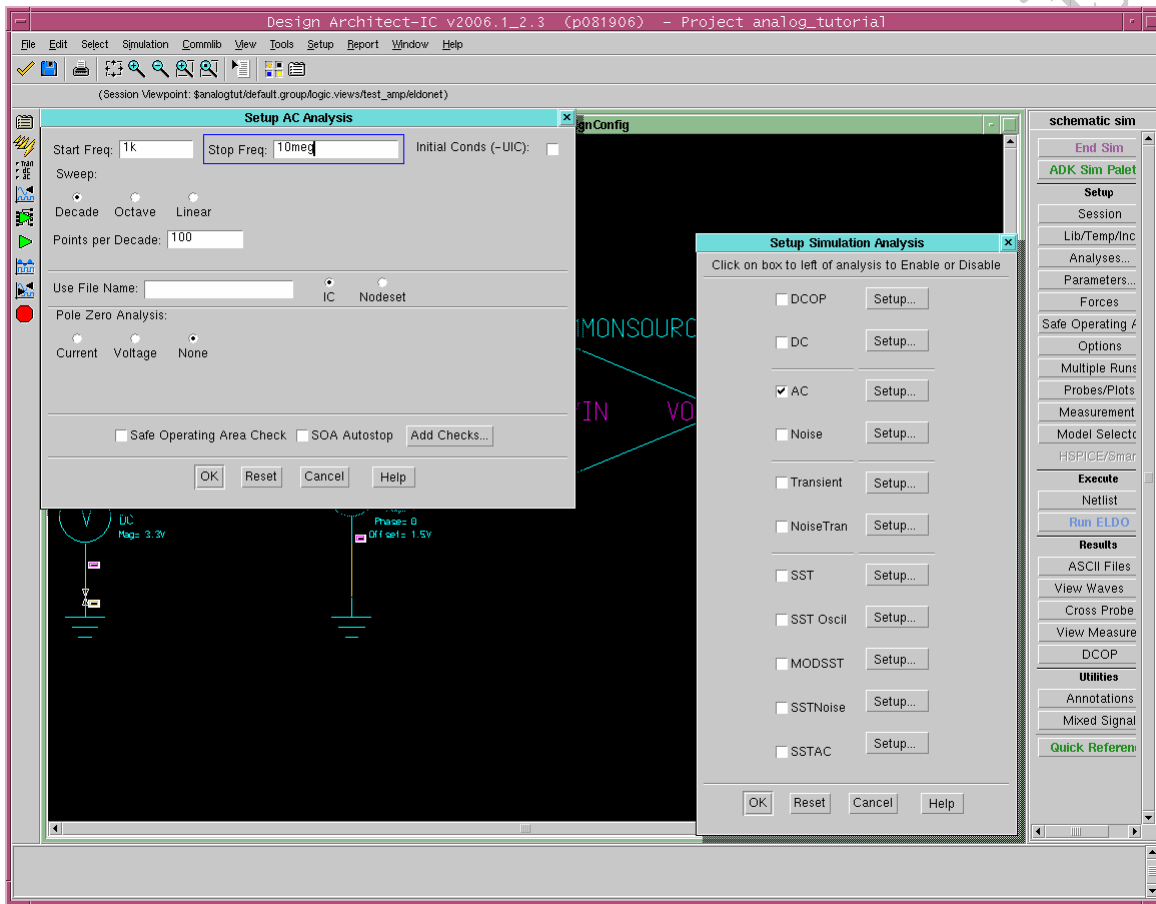 Design Architect-IC v2006.1_2.3 (p081906) - Project analog_tutorial
File Edit Select Simulation Commlib View Tools Setup Report Window Help
(Session Viewpoint: $analogtut/default.group/logic.views/test_amp/eldonet)
Setup AC Analysis
Start Freq: 1k Stop Freq: 10meg Initial Conds (-UIC):
Sweep:
Decade Octave Linear
Points per Decade: 100
Use File Name: IC Nodeset
Pole Zero Analysis:
Current Voltage None
Safe Operating Area Check SOA Autostop Add Checks...
OK Reset Cancel Help
gnConfig
MONSOURC
IN VO
V
DC
Mag= 3.3V
Phase= 0
Offset= 1.5V
Setup Simulation Analysis
Click on box to left of analysis to Enable or Disable
DCOP Setup...
DC Setup...
AC Setup...
Noise Setup...
Transient Setup...
NoiseTran Setup...
SST Setup...
SST Oscil Setup...
MODSST Setup...
SSTNoise Setup...
SSTAC Setup...
OK Reset Cancel Help
schematic sim
End Sim
ADK Sim Palet
Setup
Session
Lib/Temp/Inc
Analyses...
Parameters...
Forces
Safe Operating A
Options
Multiple Runs
Probes/Plots
Measurement
Model Selecto
HSPICE/Smar
Execute
Netlist
Run ELDO
Results
ASCII Files
View Waves
Cross Probe
View Measure
DCOP
Utilities
Annotations
Mixed Signal
Quick Referen